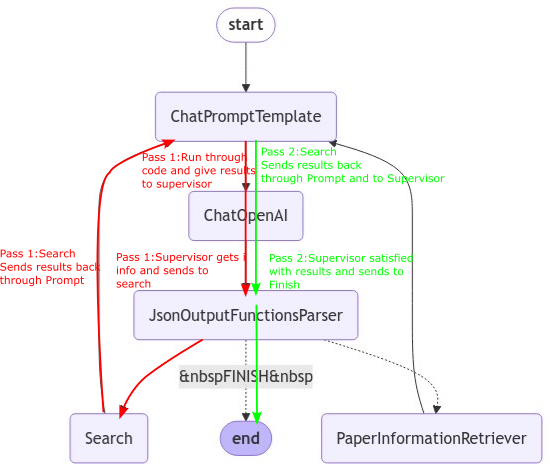 start
ChatPromptTemplate
Pass 1:Run through
code and give results
to supervisor
Pass 2:Search
Sends results back
through Prompt and to Supervisor
ChatOpenAI
Pass 1:Search
Sends results back
through Prompt
Pass 1:Supervisor gets i
info and sends to
search
Pass 2:Supervisor satisfied
with results and sends to
Finish
JsonOutputFunctionsParser
&nbspFINISH&nbsp
Search
end
PaperInformationRetriever